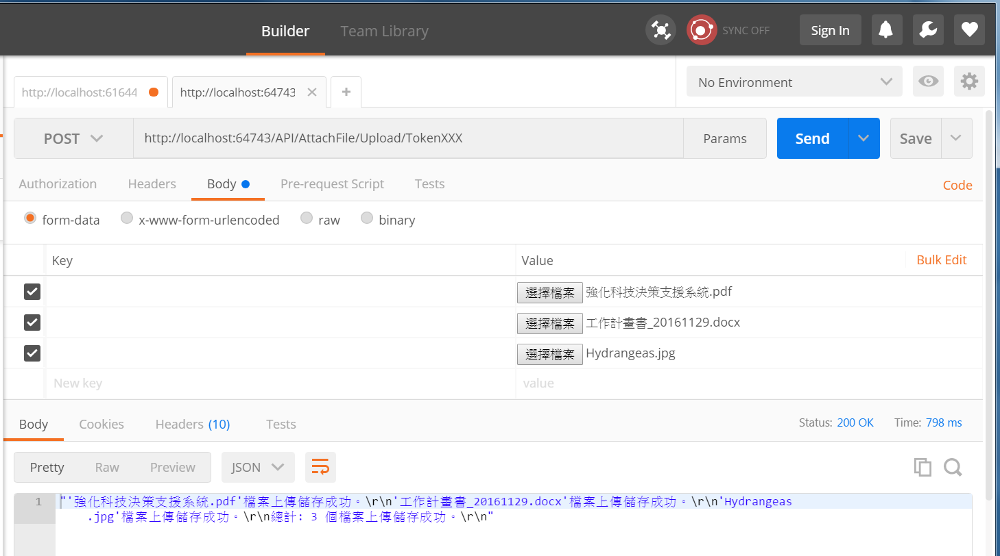 Builder Team Library SYNC OFF Sign In
http://localhost:61644 http://localhost:64743 + No Environment
POST http://localhost:64743/API/AttachFile/Upload/TokenXXX Params Send Save
Authorization Headers Body Pre-request Script Tests Code
form-data x-www-form-urlencoded raw binary
Key Value Bulk Edit
選擇檔案 強化科技決策支援系統.pdf
選擇檔案 工作計畫書_20161129.docx
選擇檔案 Hydrangeas.jpg
New key value
Body Cookies Headers (10) Tests Status: 200 OK Time: 798 ms
Pretty Raw Preview JSON
1 "'強化科技決策支援系統.pdf'檔案上傳儲存成功。\r\n'工作計畫書_20161129.docx'檔案上傳儲存成功。\r\n'Hydrangeas
.jpg'檔案上傳儲存成功。\r\n總計: 3 個檔案上傳儲存成功。\r\n"